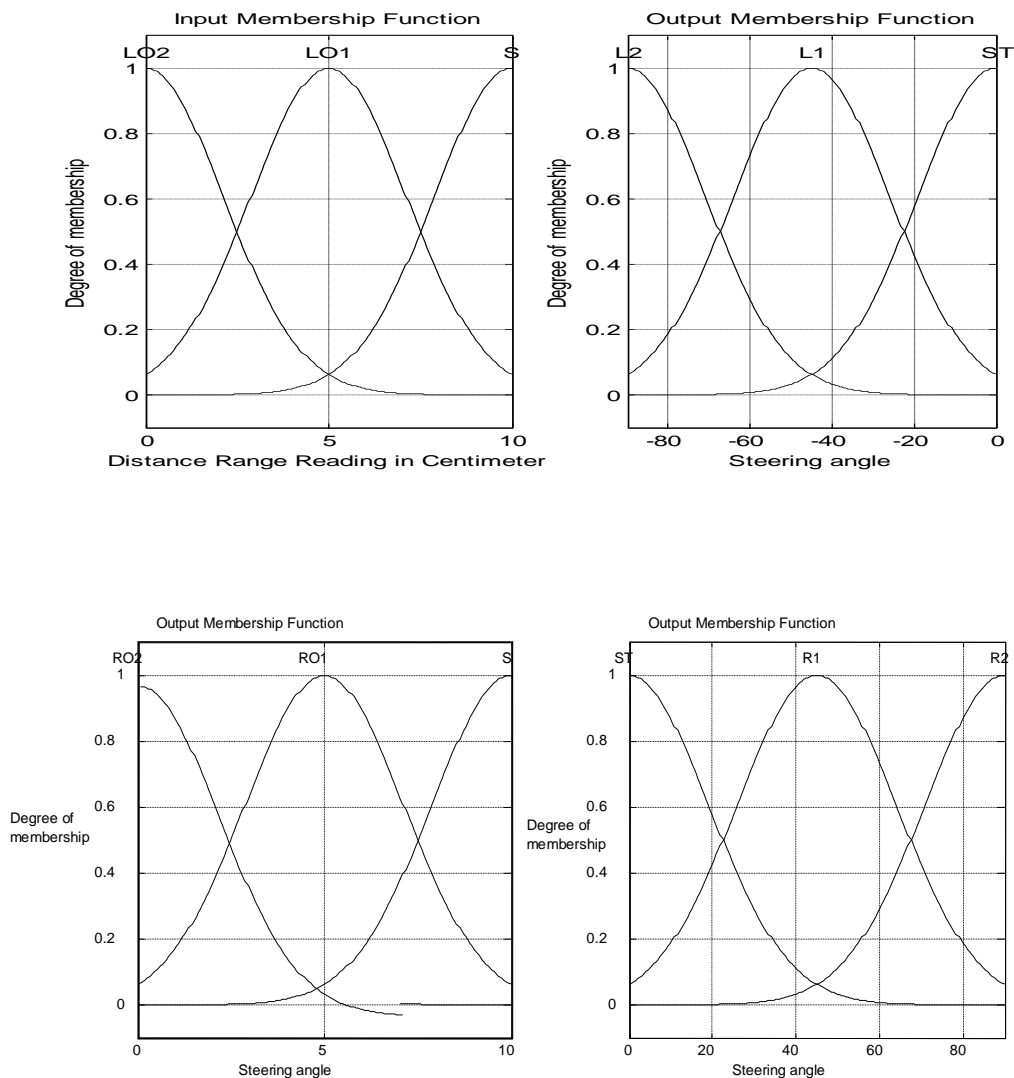 Input Membership Function
LO2 LO1 S
1
0.8
0.6
0.4
0.2
0
Degree of membership
0 5 10
Distance Range Reading in Centimeter
Output Membership Function
L2 L1 ST
1
0.8
0.6
0.4
0.2
0
Degree of membership
-80 -60 -40 -20 0
Steering angle
Output Membership Function
RO2 RO1 S
1
0.8
0.6
0.4
0.2
0
Degree of
membership
0 5 10
Steering angle
Output Membership Function
ST R1 R2
1
0.8
0.6
0.4
0.2
0
Degree of
membership
0 20 40 60 80
Steering angle